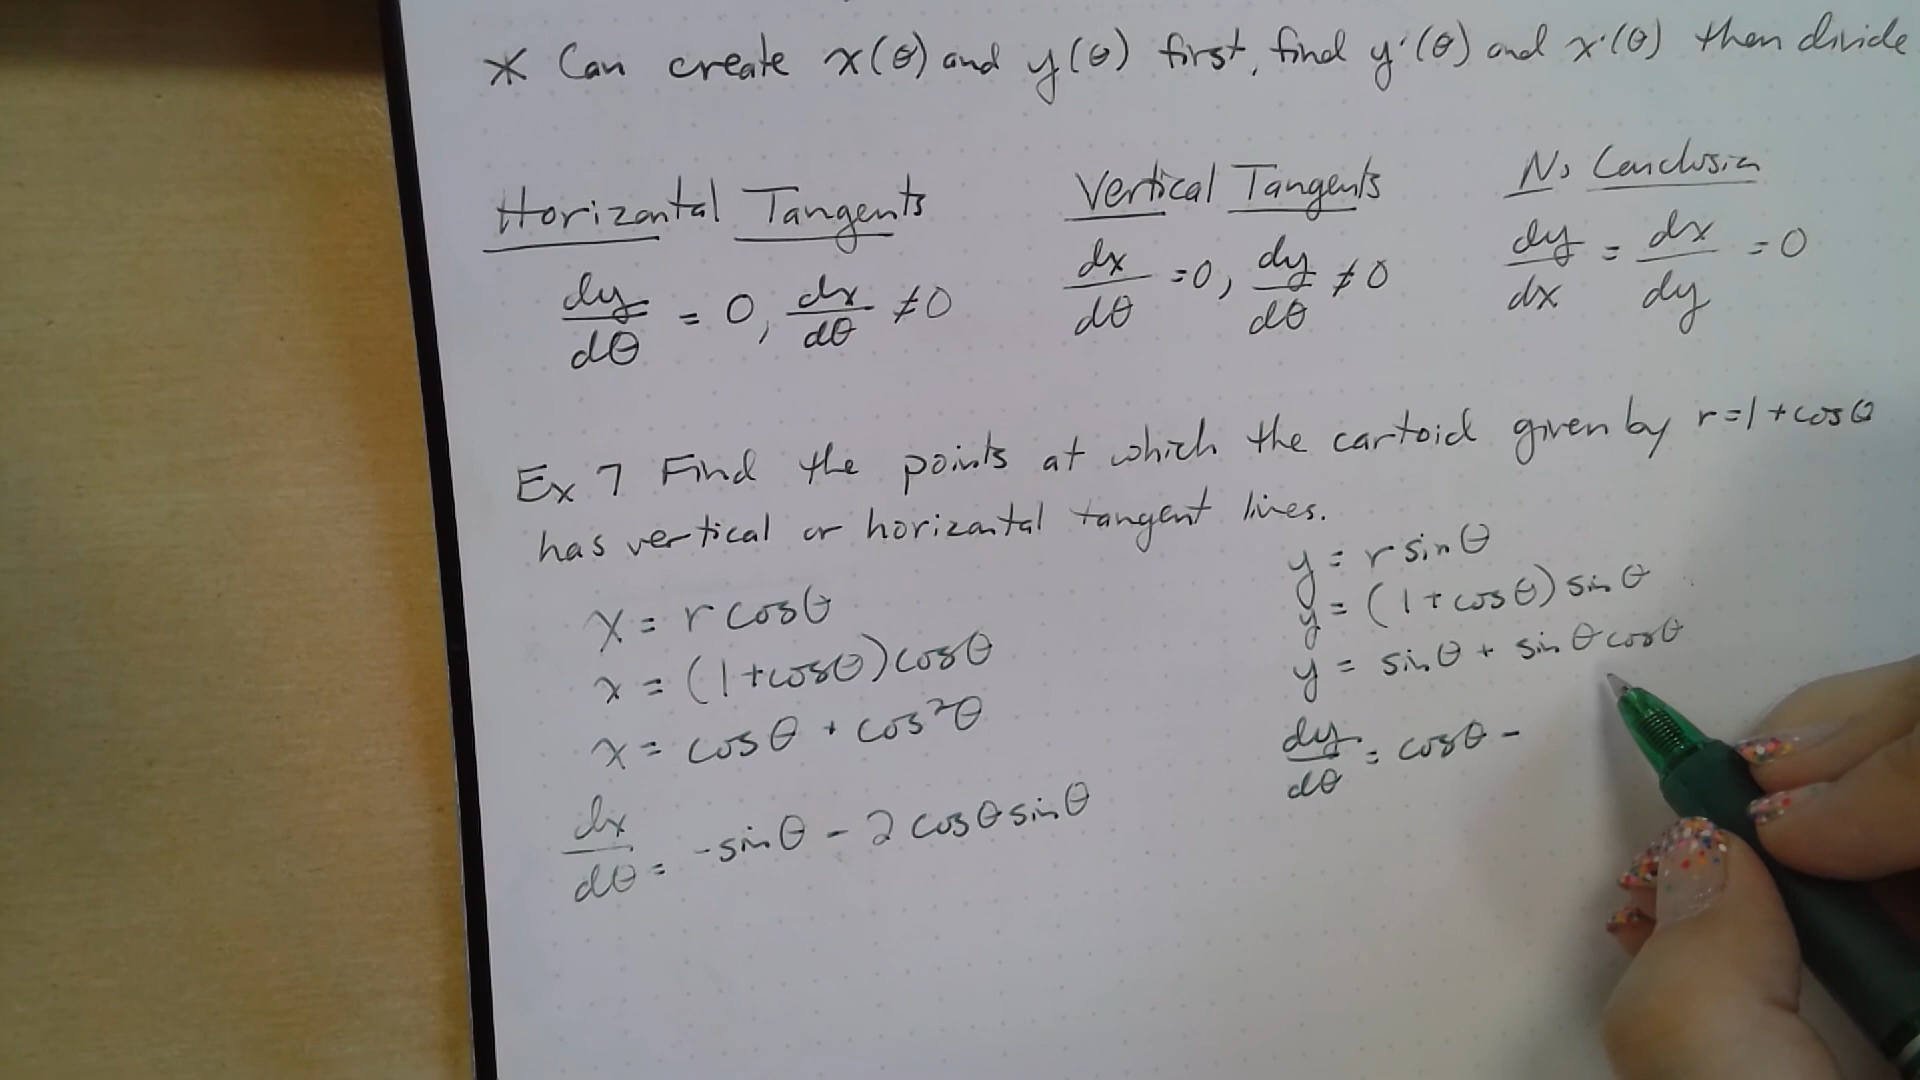 * Can create x(θ) and y(θ) first, find y'(θ) and x'(θ) then divide
Horizontal Tangents
dy/dθ = 0, dx/dθ ≠ 0
Vertical Tangents
dx/dθ = 0, dy/dθ ≠ 0
No Conclusion
dy/dx = dx/dy = 0
Ex 7 Find the points at which the cartoid given by r = 1 + cos θ
has vertical or horizontal tangent lines.
x = r cos θ
x = (1 + cos θ) cos θ
x = cos θ + cos²θ
dx/dθ = -sin θ - 2 cos θ sin θ
y = r sin θ
y = (1 + cos θ) sin θ
y = sin θ + sin θ cos θ
dy/dθ = cos θ -